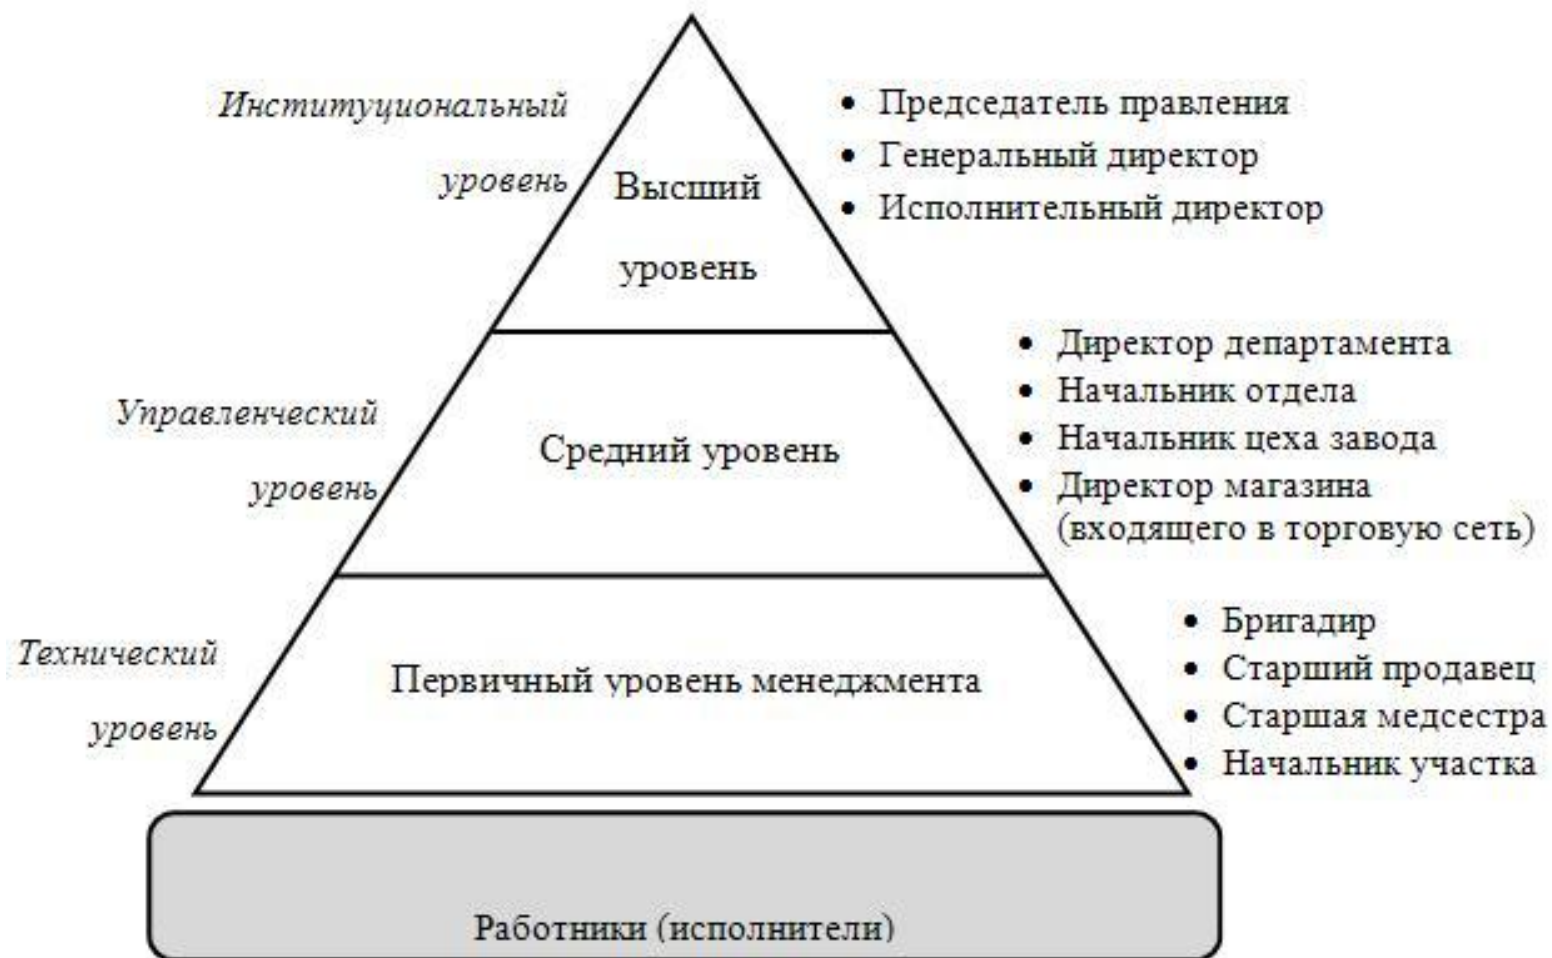 Институциональный
уровень
Высший
уровень
• Председатель правления
• Генеральный директор
• Исполнительный директор
Управленческий
уровень
Средний уровень
• Директор департамента
• Начальник отдела
• Начальник цеха завода
• Директор магазина
(входящего в торговую сеть)
Технический
уровень
Первичный уровень менеджмента
• Бригадир
• Старший продавец
• Старшая медсестра
• Начальник участка
Работники (исполнители)